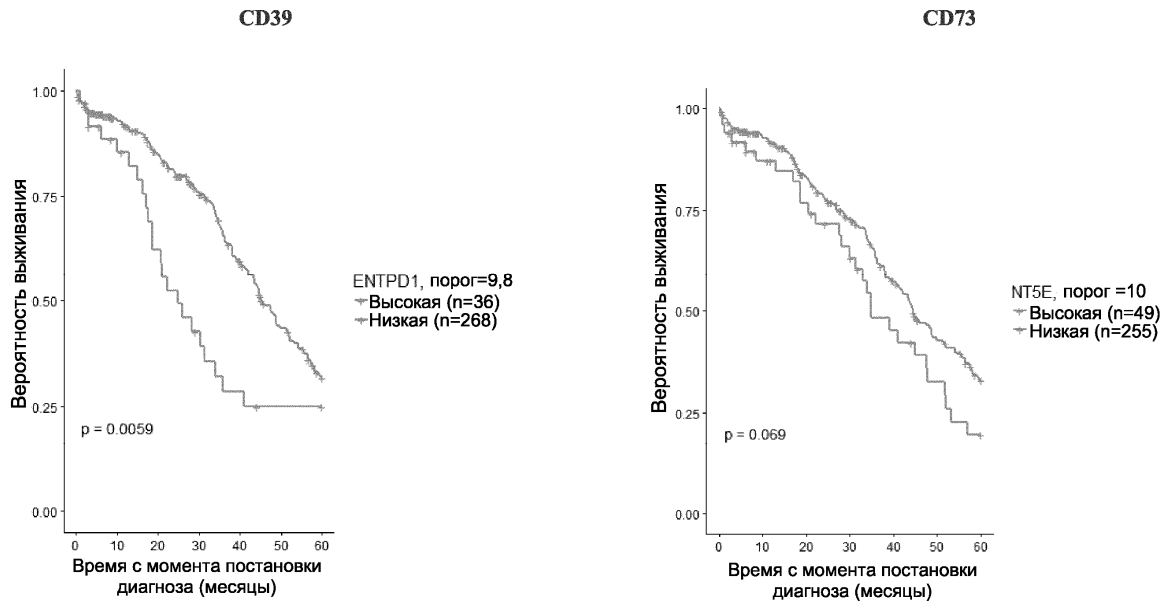 CD39
1.00
0.75
0.50
0.25
0.00
Вероятность выживания
p = 0.0059
0 10 20 30 40 50 60
Время с момента постановки
диагноза (месяцы)
ENTPD1, порог=9,8
Высокая (n=36)
Низкая (n=268)
CD73
1.00
0.75
0.50
0.25
0.00
Вероятность выживания
p = 0.069
0 10 20 30 40 50 60
Время с момента постановки
диагноза (месяцы)
NT5E, порог =10
Высокая (n=49)
Низкая (n=255)